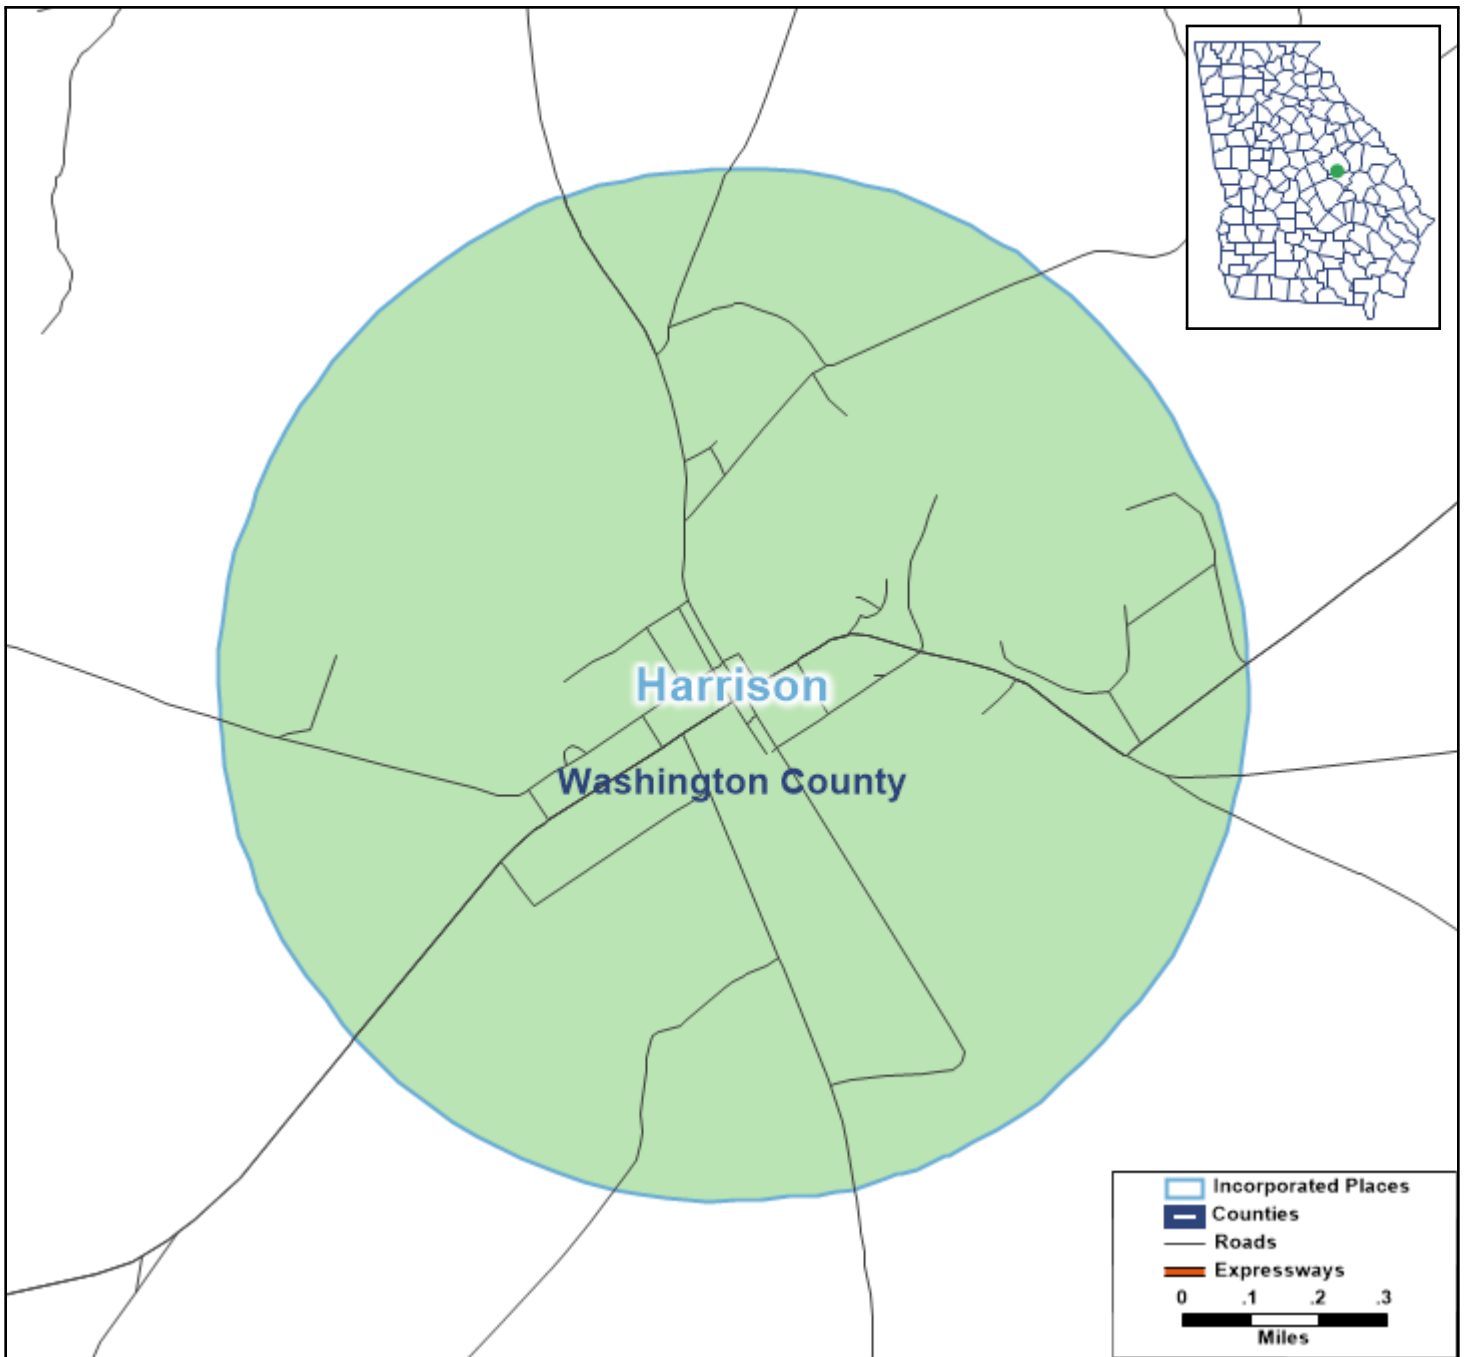 Harrison
Washington County
Incorporated Places
Counties
Roads
Expressways
0 .1 .2 .3
Miles